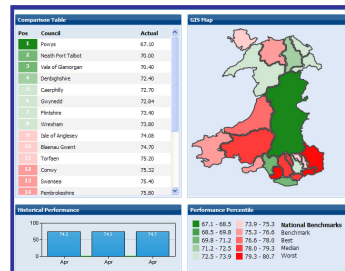 Comparison Table
Pos Council Actual
1 Powys 67.10
2 Neath Port Talbot 70.00
3 Vale of Glamorgan 70.40
4 Denbighshire 72.40
5 Caerphilly 72.70
6 Gwynedd 72.84
7 Flintshire 73.40
8 Wrexham 73.80
9 Isle of Anglesey 74.08
10 Blaenau Gwent 74.70
11 Torfaen 75.20
12 Conwy 75.32
13 Swansea 75.40
14 Pembrokeshire 75.80
GIS Map
Historical Performance
100
50
0
74.2 74.1 74.7
Apr Apr Apr
Performance Percentile
67.1 - 68.5 73.9 - 75.3 National Benchmarks
68.5 - 69.8 75.3 - 76.6 Benchmark
69.8 - 71.2 76.6 - 78.0 Best
71.2 - 72.5 78.0 - 79.3 Median
72.5 - 73.9 79.3 - 80.7 Worst